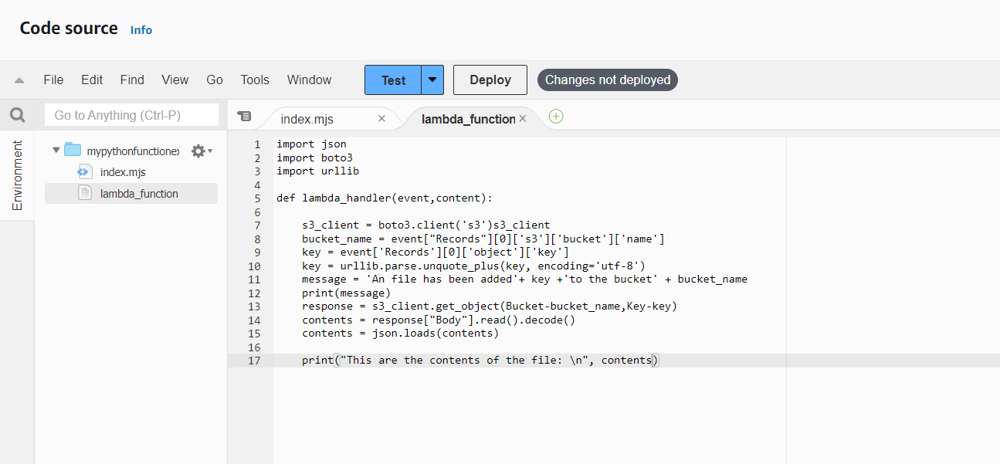 Code source Info
File Edit Find View Go Tools Window Test Deploy Changes not deployed
Go to Anything (Ctrl-P)
index.mjs × lambda_function ×
Environment
mypythonfunctionex
index.mjs
lambda_function
1 import json
2 import boto3
3 import urllib
4
5 def lambda_handler(event,content):
6
7     s3_client = boto3.client('s3')s3_client
8     bucket_name = event["Records"][0]['s3']['bucket']['name']
9     key = event['Records'][0]['object']['key']
10     key = urllib.parse.unquote_plus(key, encoding='utf-8')
11     message = 'An file has been added'+ key +'to the bucket' + bucket_name
12     print(message)
13     response = s3_client.get_object(Bucket-bucket_name,Key-key)
14     contents = response["Body"].read().decode()
15     contents = json.loads(contents)
16
17     print("This are the contents of the file: \n", contents)